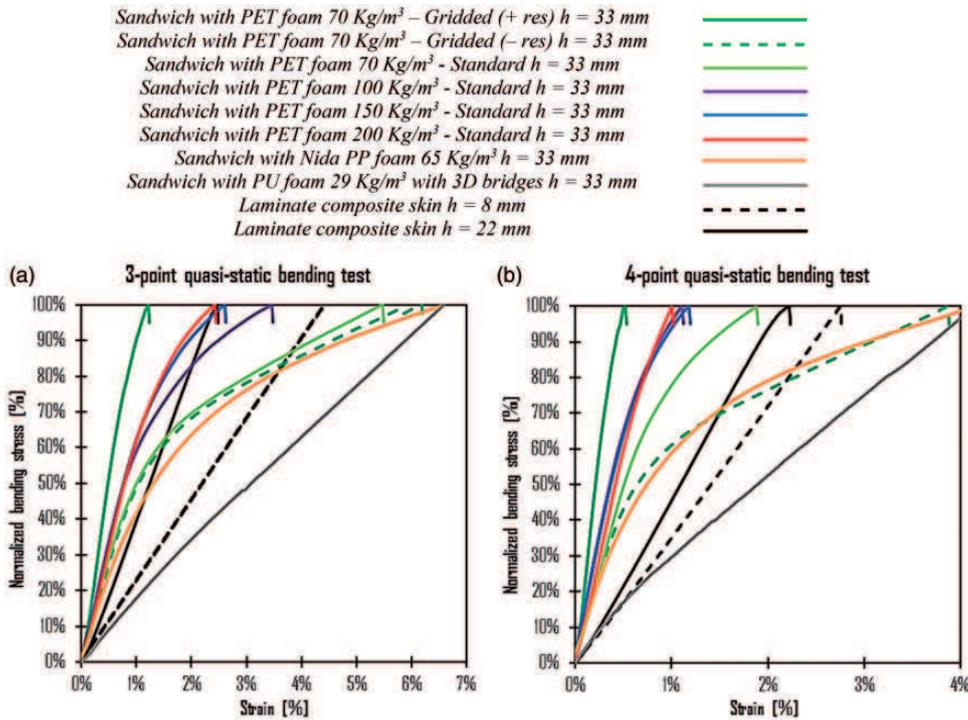 Sandwich with PET foam 70 Kg/m³ – Gridded (+ res) h = 33 mm
Sandwich with PET foam 70 Kg/m³ – Gridded (– res) h = 33 mm
Sandwich with PET foam 70 Kg/m³ - Standard h = 33 mm
Sandwich with PET foam 100 Kg/m³ - Standard h = 33 mm
Sandwich with PET foam 150 Kg/m³ - Standard h = 33 mm
Sandwich with PET foam 200 Kg/m³ - Standard h = 33 mm
Sandwich with Nida PP foam 65 Kg/m³ h = 33 mm
Sandwich with PU foam 29 Kg/m³ with 3D bridges h = 33 mm
Laminate composite skin h = 8 mm
Laminate composite skin h = 22 mm
(a)
3-point quasi-static bending test
Normalized bending stress [%]
100%
90%
80%
70%
60%
50%
40%
30%
20%
10%
0%
0% 1% 2% 3% 4% 5% 6% 7%
Strain [%]
(b)
4-point quasi-static bending test
Normalized bending stress [%]
100%
90%
80%
70%
60%
50%
40%
30%
20%
10%
0%
0% 1% 2% 3% 4%
Strain [%]